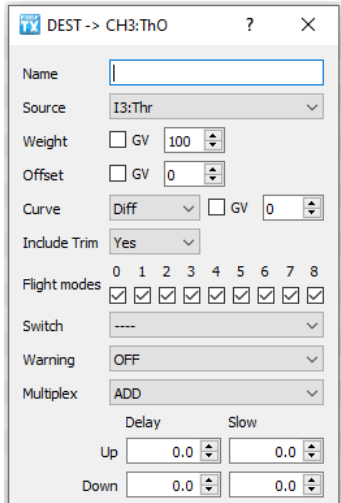 TX DEST -> CH3:ThO ? ×
Name
Source I3:Thr
Weight GV 100
Offset GV 0
Curve Diff GV 0
Include Trim Yes
0 1 2 3 4 5 6 7 8
Flight modes
Switch ----
Warning OFF
Multiplex ADD
Delay Slow
Up 0.0 0.0
Down 0.0 0.0